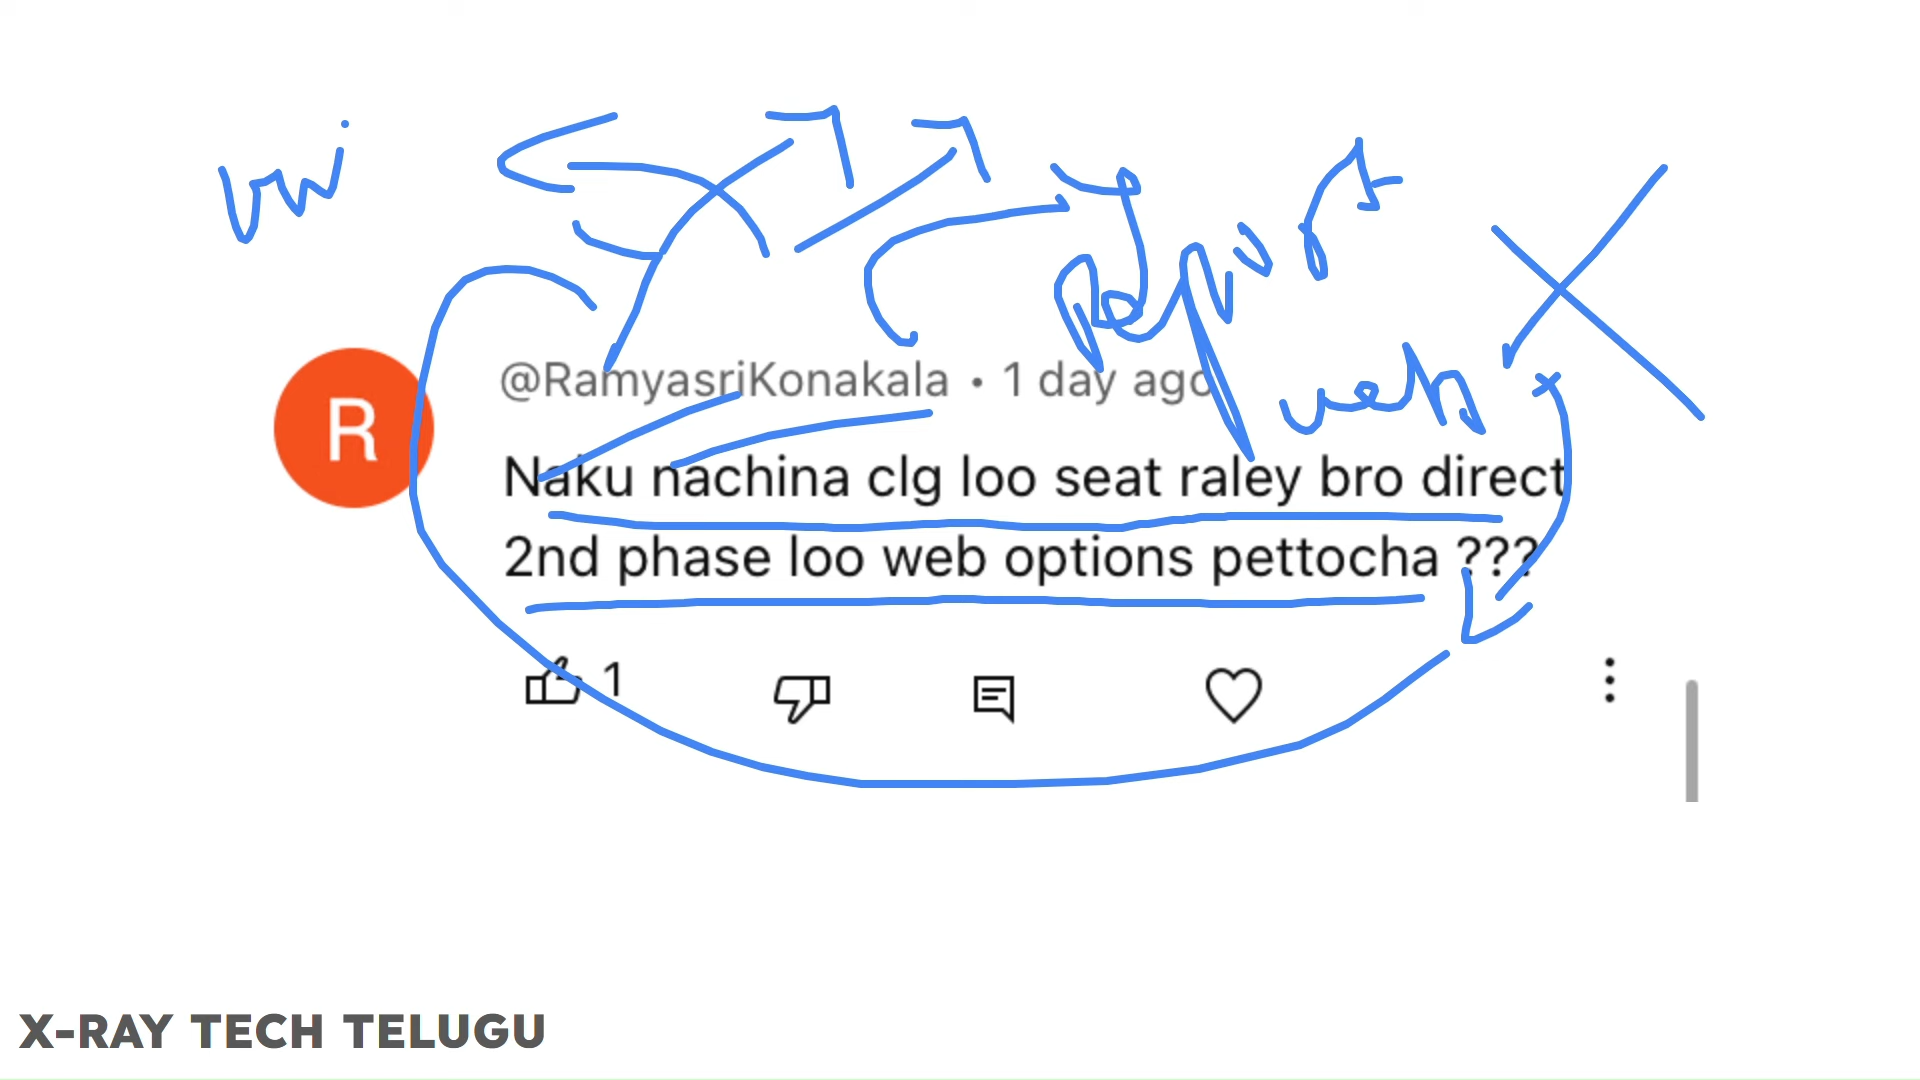 @RamyasriKonakala • 1 day ago
Naku nachina clg loo seat raley bro direct
2nd phase loo web options pettocha ???
1
web
X-RAY TECH TELUGU